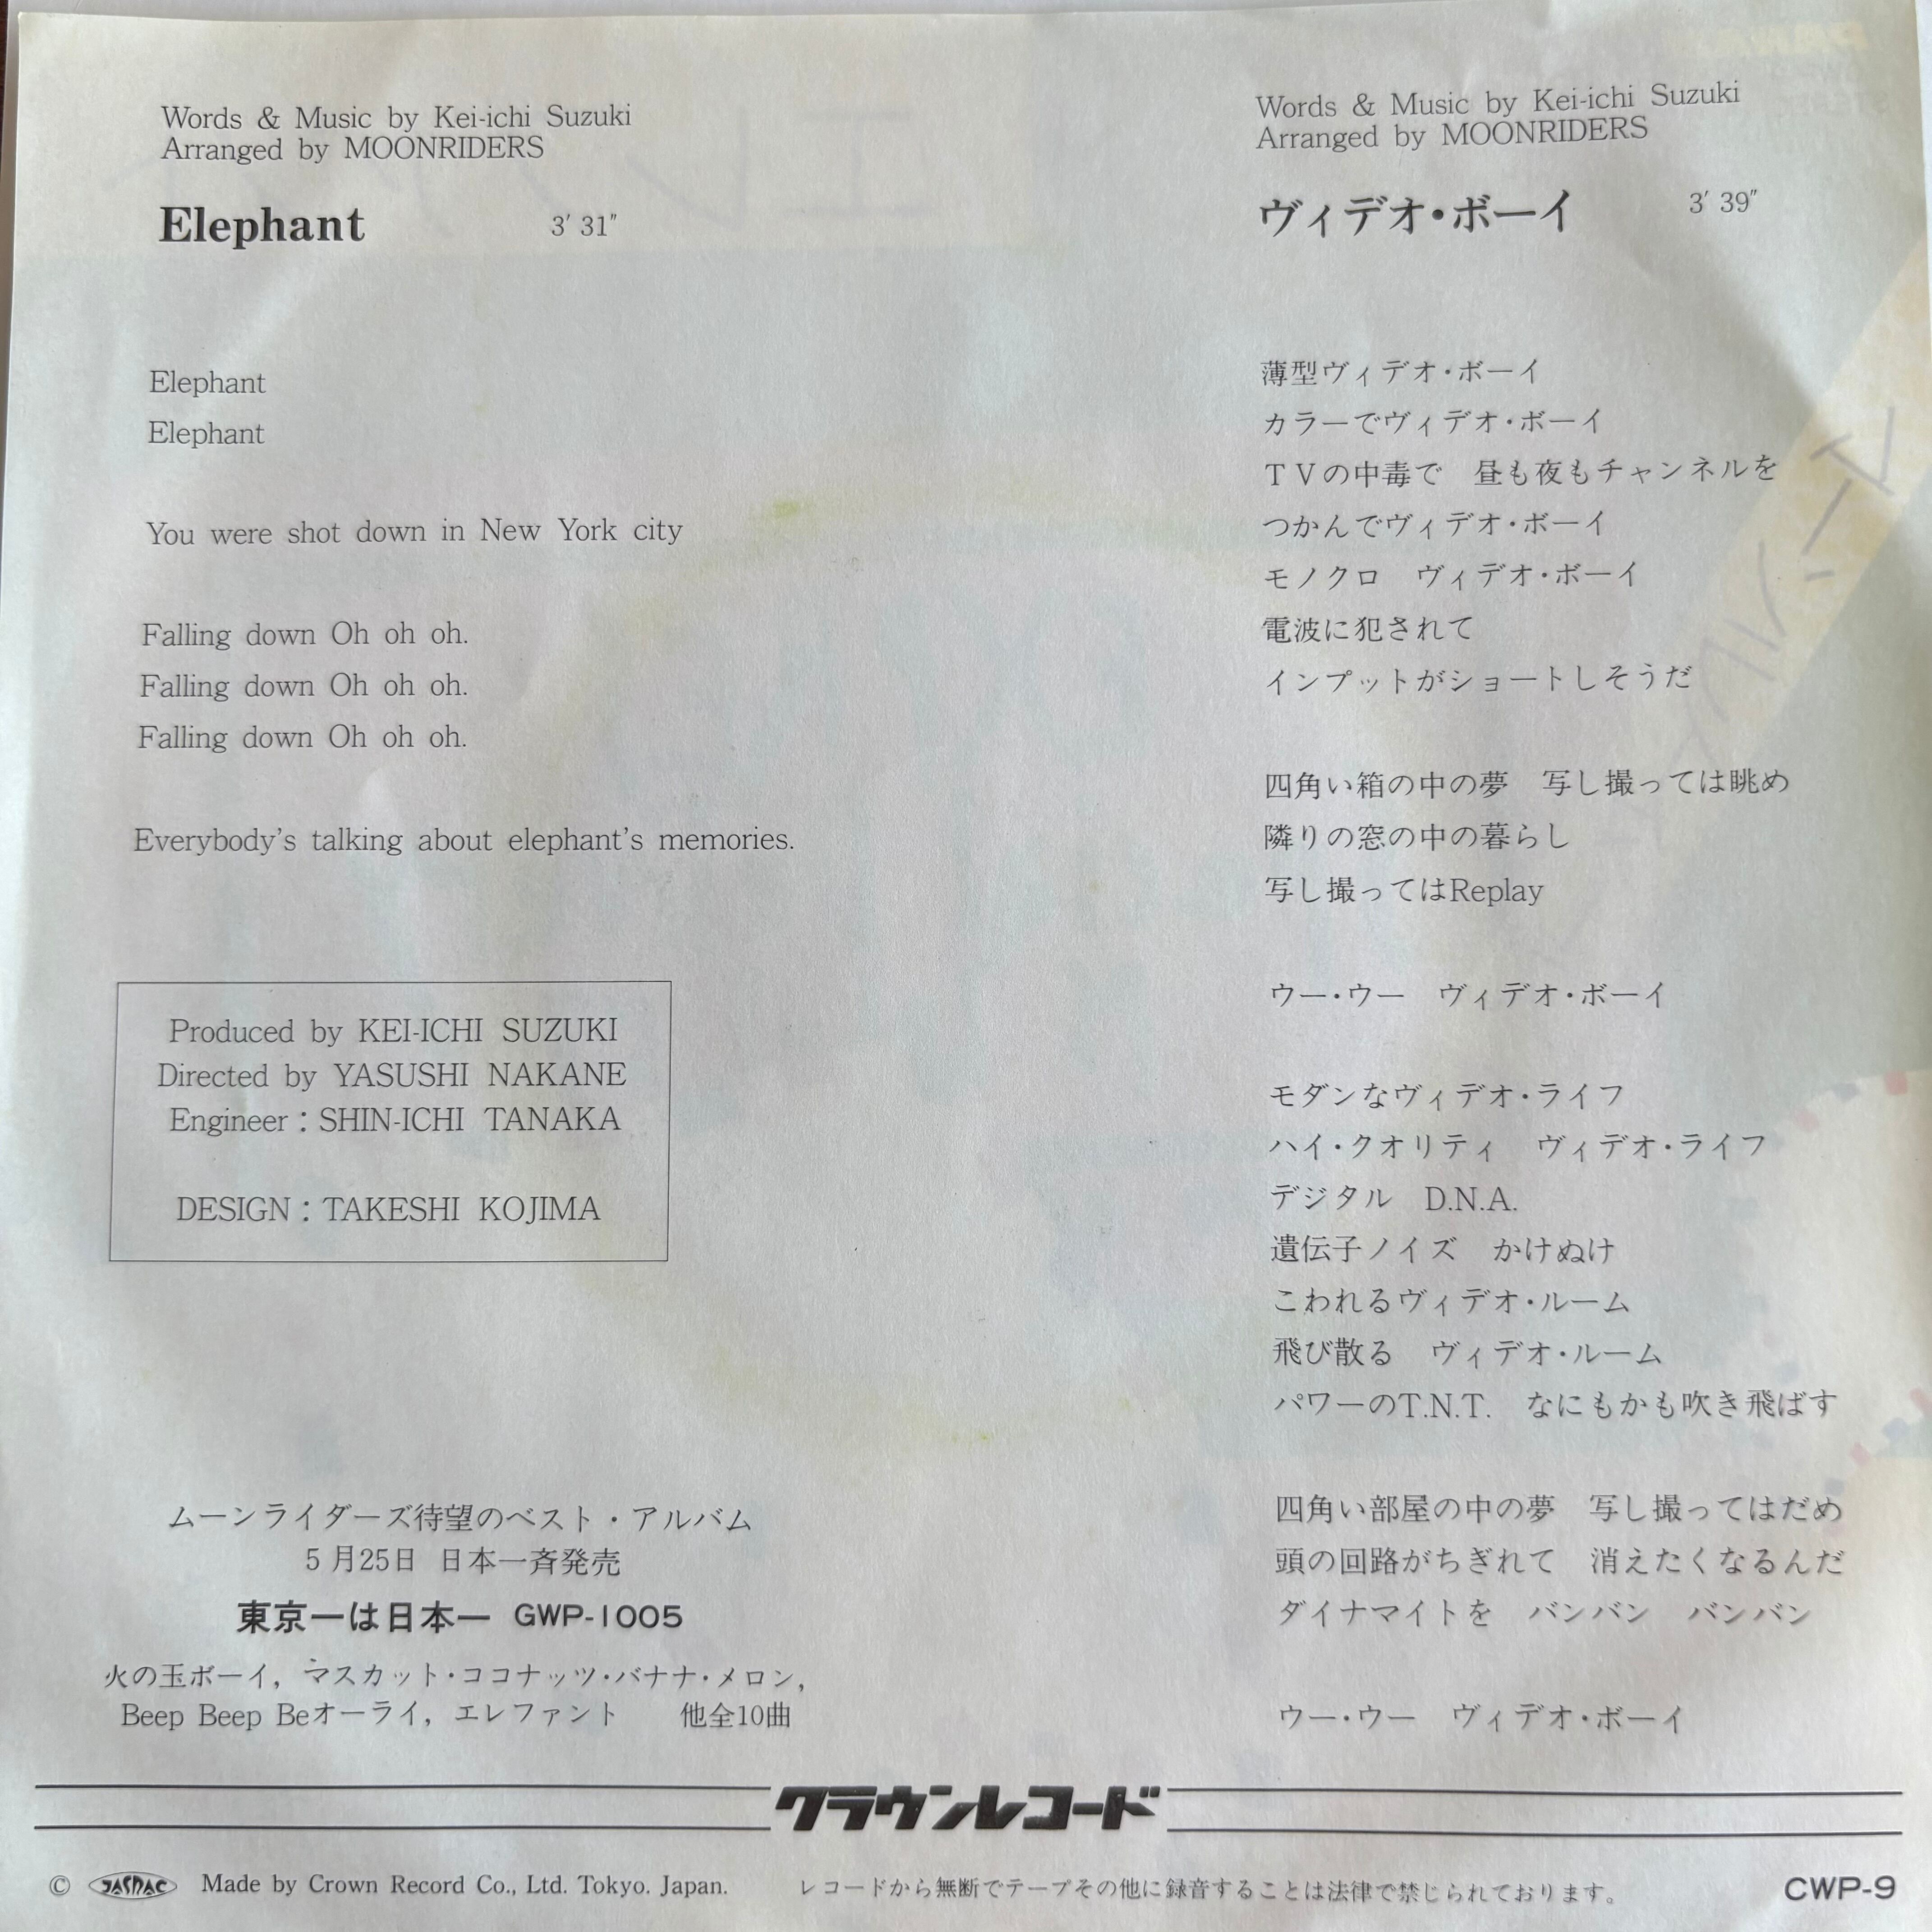 Words & Music by Kei-ichi Suzuki
Arranged by MOONRIDERS
Elephant 3′ 31″
Elephant
Elephant
You were shot down in New York city
Falling down Oh oh oh.
Falling down Oh oh oh.
Falling down Oh oh oh.
Everybody's talking about elephant's memories.
Produced by KEI-ICHI SUZUKI
Directed by YASUSHI NAKANE
Engineer：SHIN-ICHI TANAKA
DESIGN：TAKESHI KOJIMA
ムーンライダーズ待望のベスト・アルバム
5月25日 日本一斉発売
東京一は日本一 GWP-1005
火の玉ボーイ，マスカット・ココナッツ・バナナ・メロン，
Beep Beep Beオーライ，エレファント　他全10曲
Words & Music by Kei-ichi Suzuki
Arranged by MOONRIDERS
ヴィデオ・ボーイ 3′ 39″
薄型ヴィデオ・ボーイ
カラーでヴィデオ・ボーイ
ＴＶの中毒で　昼も夜もチャンネルを
つかんでヴィデオ・ボーイ
モノクロ　ヴィデオ・ボーイ
電波に犯されて
インプットがショートしそうだ
四角い箱の中の夢　写し撮っては眺め
隣りの窓の中の暮らし
写し撮ってはReplay
ウー・ウー　ヴィデオ・ボーイ
モダンなヴィデオ・ライフ
ハイ・クオリティ　ヴィデオ・ライフ
デジタル　D.N.A.
遺伝子ノイズ　かけぬけ
こわれるヴィデオ・ルーム
飛び散る　ヴィデオ・ルーム
パワーのT.N.T.　なにもかも吹き飛ばす
四角い部屋の中の夢　写し撮ってはだめ
頭の回路がちぎれて　消えたくなるんだ
ダイナマイトを　バンバン　バンバン
ウー・ウー　ヴィデオ・ボーイ
クラウンレコード
© JASRAC Made by Crown Record Co., Ltd. Tokyo. Japan. レコードから無断でテープその他に録音することは法律で禁じられております。 CWP-9